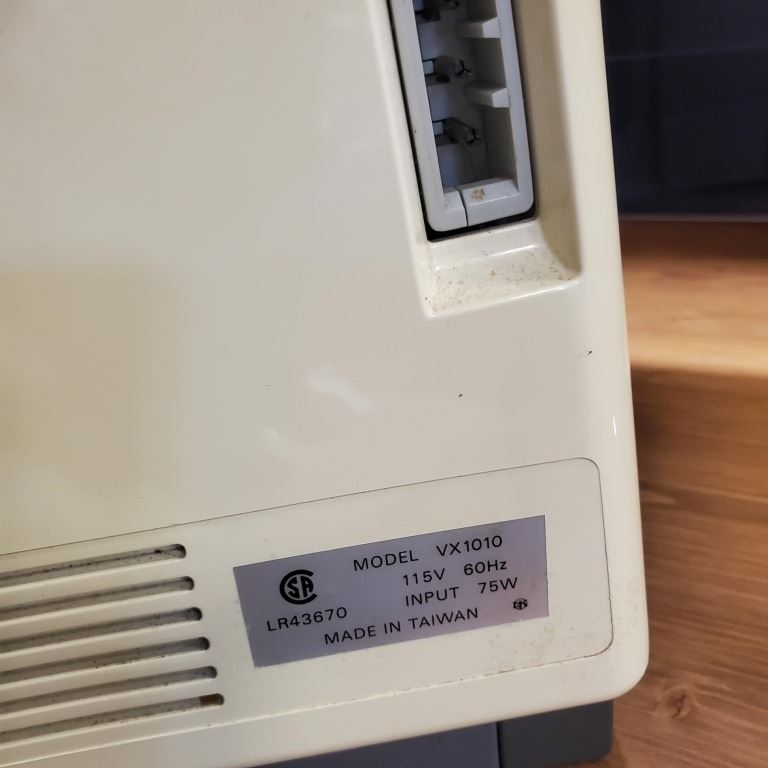 MODEL VX1010
115V 60Hz
INPUT 75W
LR43670
MADE IN TAIWAN